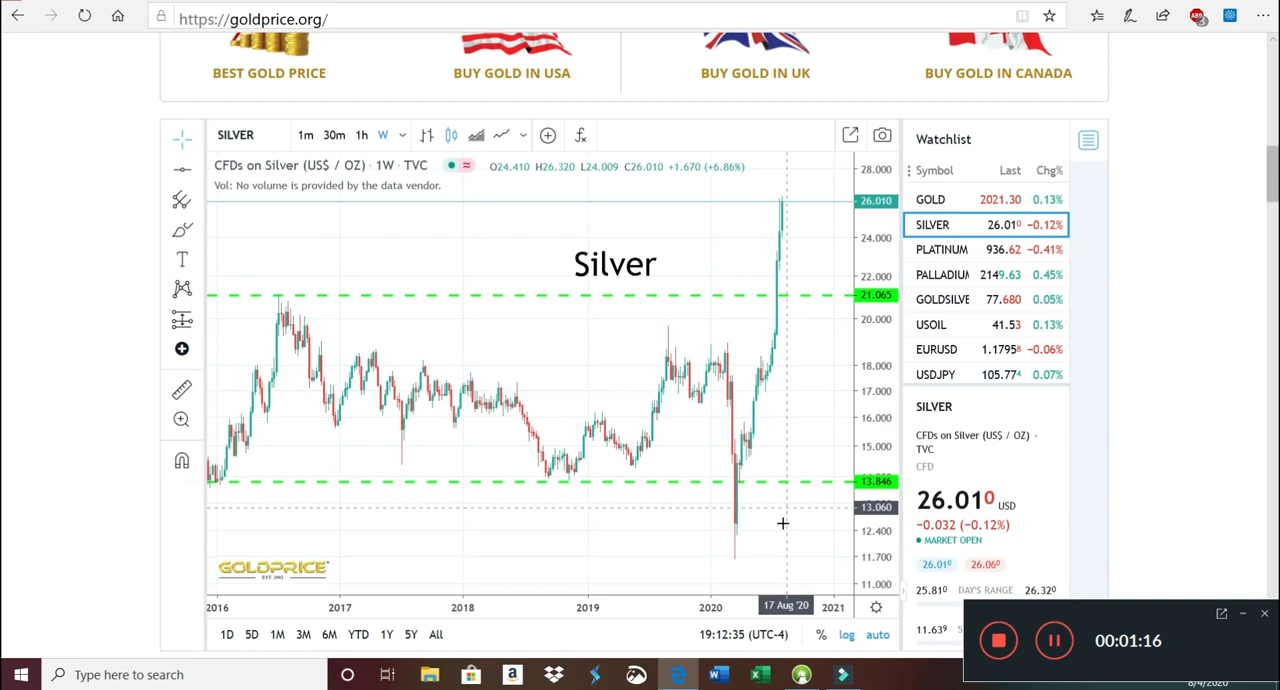 https://goldprice.org/
BEST GOLD PRICE
BUY GOLD IN USA
BUY GOLD IN UK
BUY GOLD IN CANADA
SILVER 1m 30m 1h W
CFDs on Silver (US$ / OZ) · 1W · TVC O24.410 H26.320 L24.009 C26.010 +1.670 (+6.86%)
Vol: No volume is provided by the data vendor.
Silver
28.000
26.010
24.000
22.000
21.065
20.000
18.000
17.000
16.000
15.000
13.846
13.060
12.400
11.700
11.000
GOLDPRICE
EST. 2002
2016 2017 2018 2019 2020 17 Aug '20 2021
1D 5D 1M 3M 6M YTD 1Y 5Y All 19:12:35 (UTC-4) % log auto
Watchlist
Symbol Last Chg%
GOLD 2021.30 0.13%
SILVER 26.010 −0.12%
PLATINUM 936.62 −0.41%
PALLADIUM 2149.63 0.45%
GOLDSILVE 77.680 0.05%
USOIL 41.53 0.13%
EURUSD 1.17958 −0.06%
USDJPY 105.774 0.07%
SILVER
CFDs on Silver (US$ / OZ) ·
TVC
CFD
26.010 USD
−0.032 (−0.12%)
MARKET OPEN
26.010 26.060
25.810 DAY'S RANGE 26.320
11.639
00:01:16
Type here to search
8/4/2020